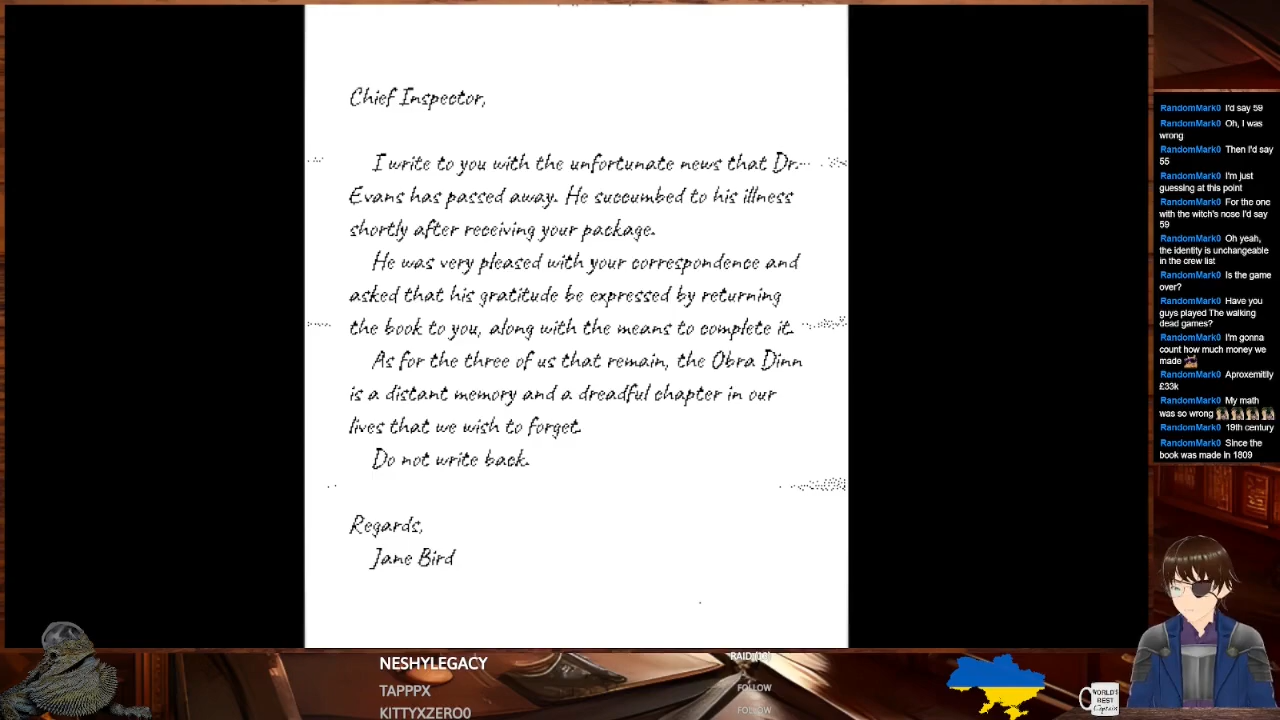 Chief Inspector,
I write to you with the unfortunate news that Dr.
Evans has passed away. He succumbed to his illness
shortly after receiving your package.
He was very pleased with your correspondence and
asked that his gratitude be expressed by returning
the book to you, along with the means to complete it.
As for the three of us that remain, the Obra Dinn
is a distant memory and a dreadful chapter in our
lives that we wish to forget.
Do not write back.
Regards,
Jane Bird
RandomMark0 I'd say 59
RandomMark0 Oh, I was
wrong
RandomMark0 Then I'd say
55
RandomMark0 I'm just
guessing at this point
RandomMark0 For the one
with the witch's nose I'd say
59
RandomMark0 Oh yeah,
the identity is unchangeable
in the crew list
RandomMark0 Is the game
over?
RandomMark0 Have you
guys played The walking
dead games?
RandomMark0 I'm gonna
count how much money we
made
RandomMark0 Aproxemitlly
£33k
RandomMark0 My math
was so wrong
RandomMark0 19th century
RandomMark0 Since the
book was made in 1809
NESHYLEGACY
TAPPPX FOLLOW
KITTYXZERO0 FOLLOW
WORLD'S
BEST
Captain